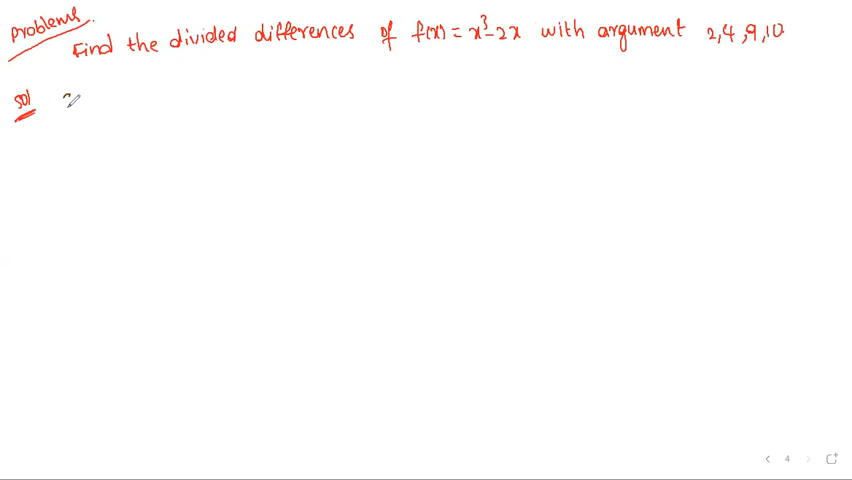 Problems.
Find the divided differences of f(x) = x³-2x with argument 2,4,9,10
Sol
4